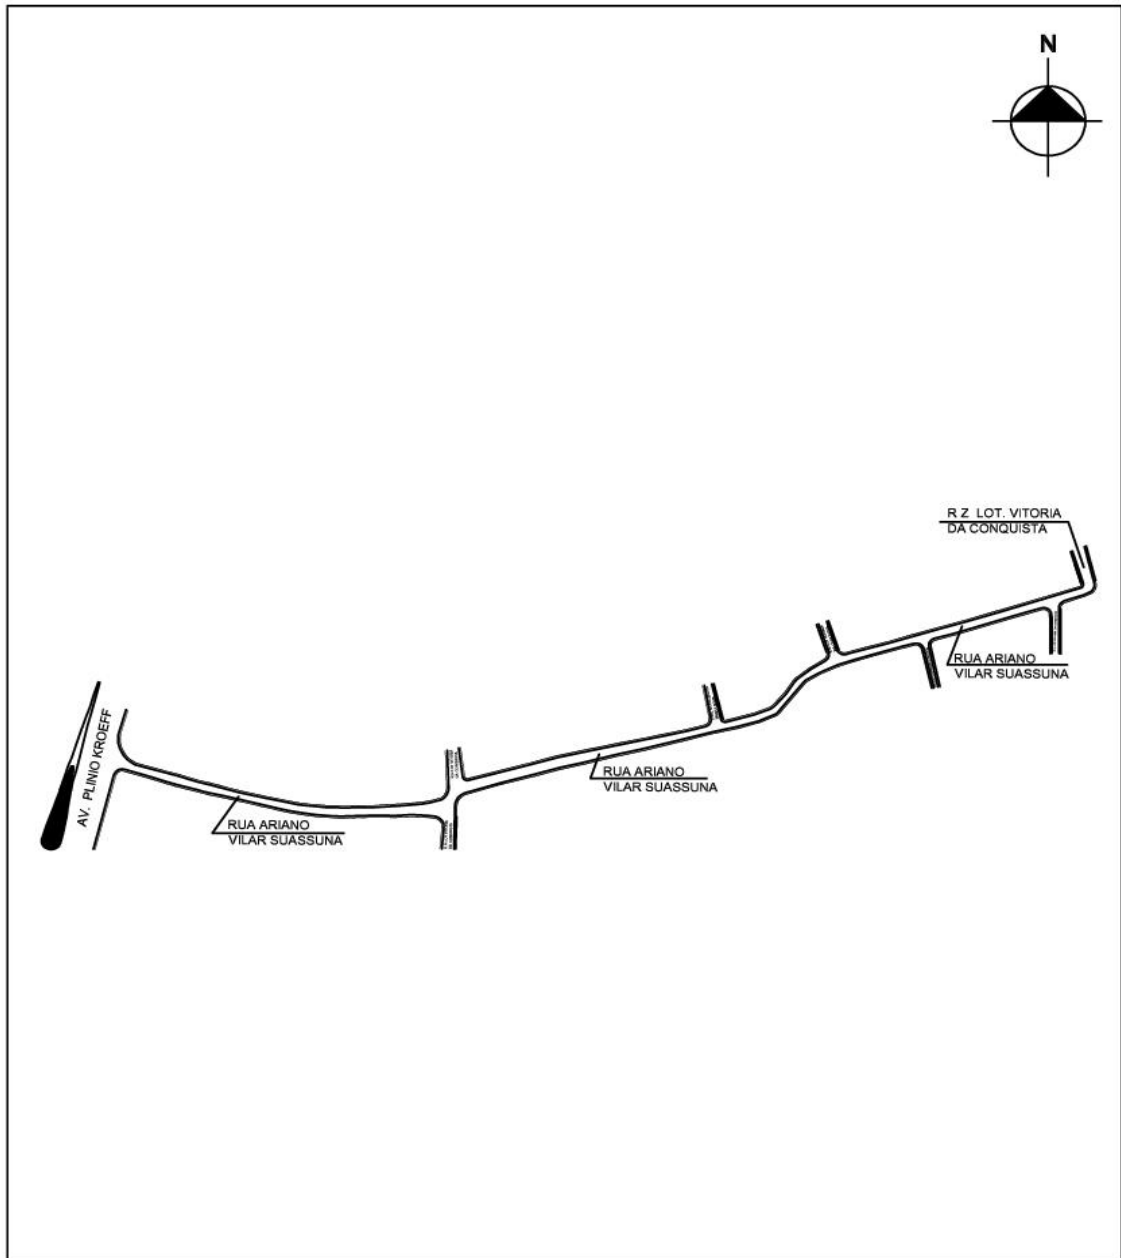 N
R Z LOT. VITORIA
DA CONQUISTA
RUA ARIANO
VILAR SUASSUNA
AV. PLINIO KROEFF
RUA ARIANO
VILAR SUASSUNA
RUA ARIANO
VILAR SUASSUNA